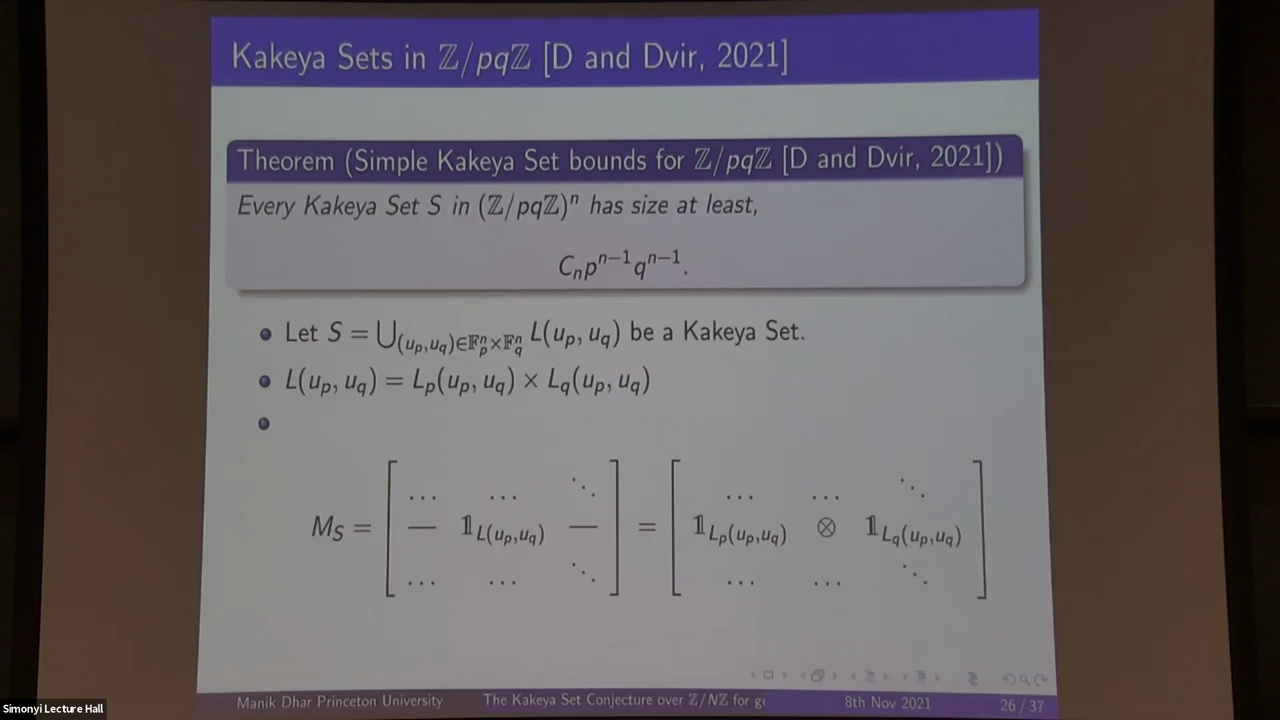 Kakeya Sets in ℤ/pqℤ [D and Dvir, 2021]
Theorem (Simple Kakeya Set bounds for ℤ/pqℤ [D and Dvir, 2021])
Every Kakeya Set S in (ℤ/pqℤ)ⁿ has size at least,
Cₙpⁿ⁻¹qⁿ⁻¹.
Let S = ⋃_{(u_p,u_q)∈𝔽_p^n×𝔽_q^n} L(u_p, u_q) be a Kakeya Set.
L(u_p, u_q) = L_p(u_p, u_q) × L_q(u_p, u_q)
… … ⋱ … … ⋱
M_S = [ — 𝟙_{L(u_p,u_q)} — ] = [ 𝟙_{L_p(u_p,u_q)} ⊗ 𝟙_{L_q(u_p,u_q)} ]
… … ⋱ … … ⋱
Manik Dhar Princeton University The Kakeya Set Conjecture over ℤ/Nℤ for ge 8th Nov 2021 26 / 37
Simonyi Lecture Hall